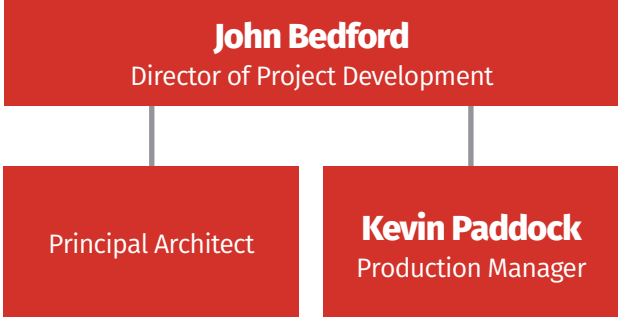 John Bedford
Director of Project Development
Principal Architect
Kevin Paddock
Production Manager